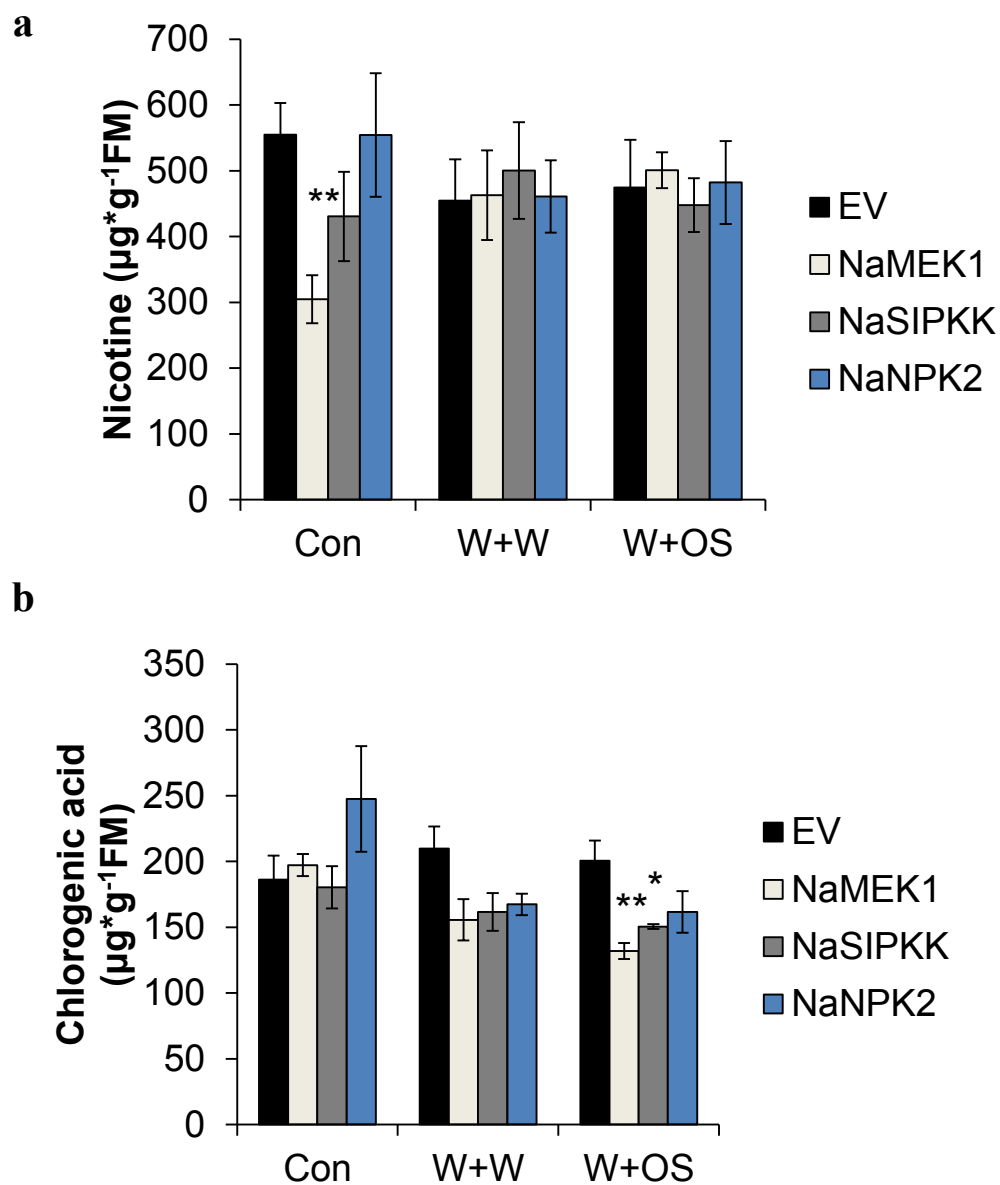 a
Nicotine (µg*g⁻¹FM)
700
600
500
400
300
200
100
0
**
Con
W+W
W+OS
EV
NaMEK1
NaSIPKK
NaNPK2
b
Chlorogenic acid
(µg*g⁻¹FM)
350
300
250
200
150
100
50
0
**
*
Con
W+W
W+OS
EV
NaMEK1
NaSIPKK
NaNPK2